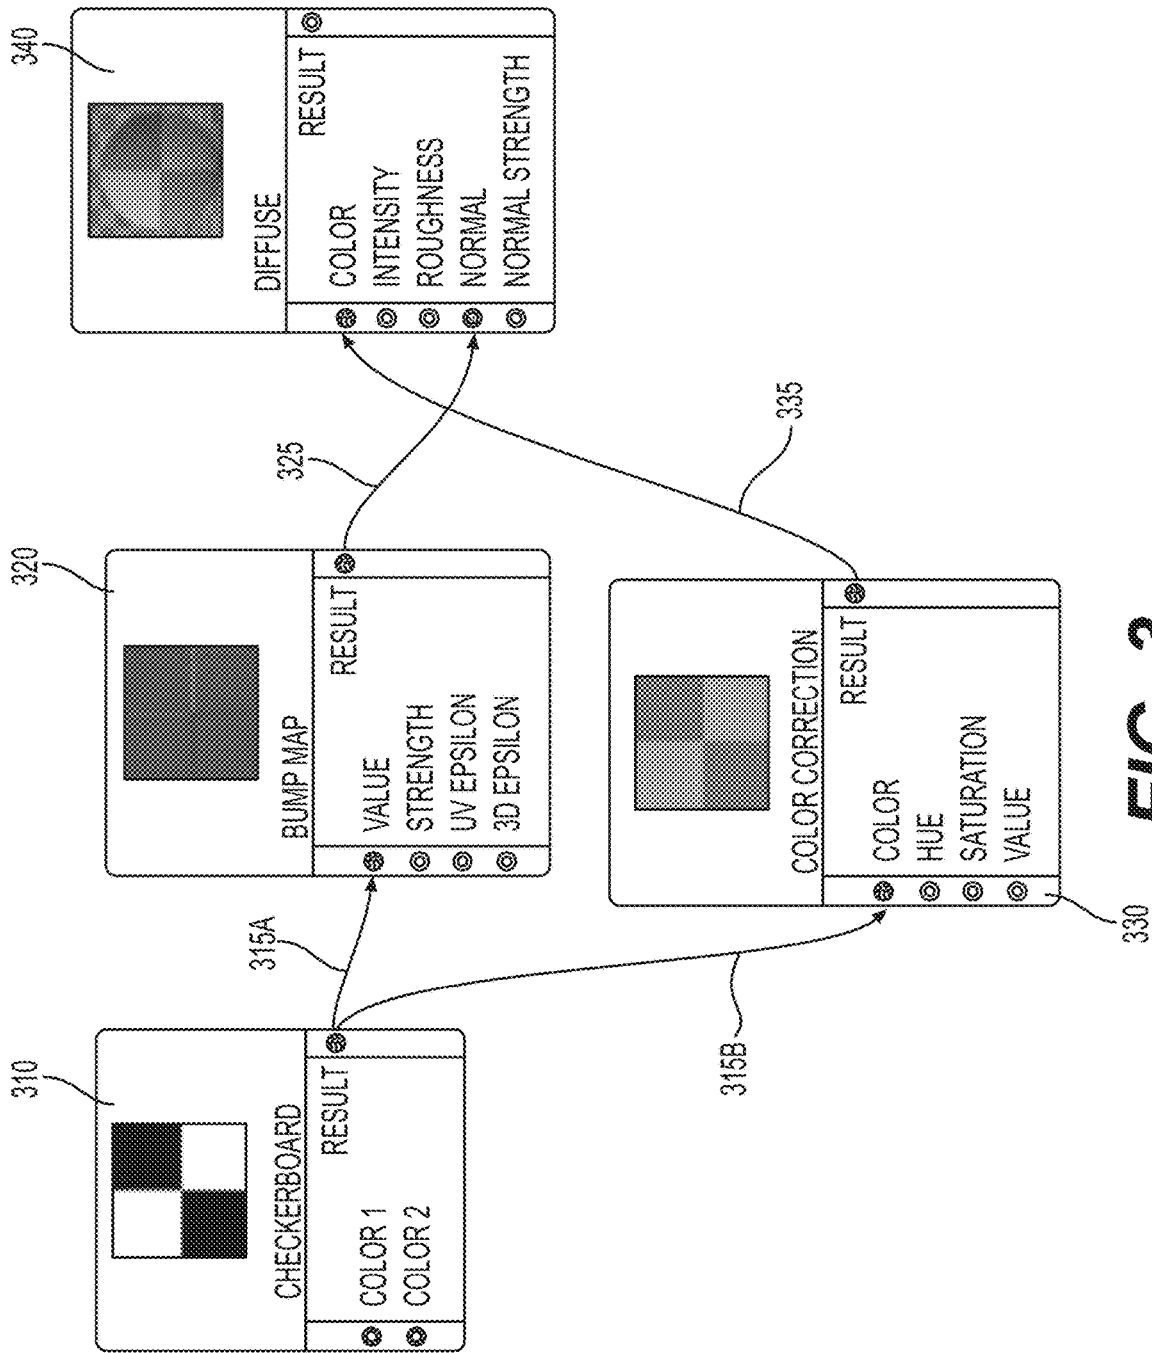 310
CHECKERBOARD
RESULT
COLOR 1
COLOR 2
315A
315B
320
BUMP MAP
RESULT
VALUE
STRENGTH
UV EPSILON
3D EPSILON
325
330
COLOR CORRECTION
RESULT
COLOR
HUE
SATURATION
VALUE
335
340
DIFFUSE
RESULT
COLOR
INTENSITY
ROUGHNESS
NORMAL
NORMAL STRENGTH
FIG.